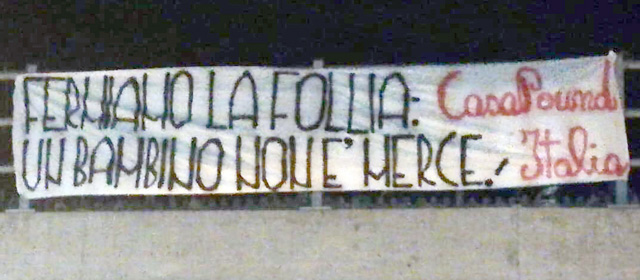 FERMIAMO LA FOLLIA: CasaPound
UN BAMBINO NON E' MERCE! Italia